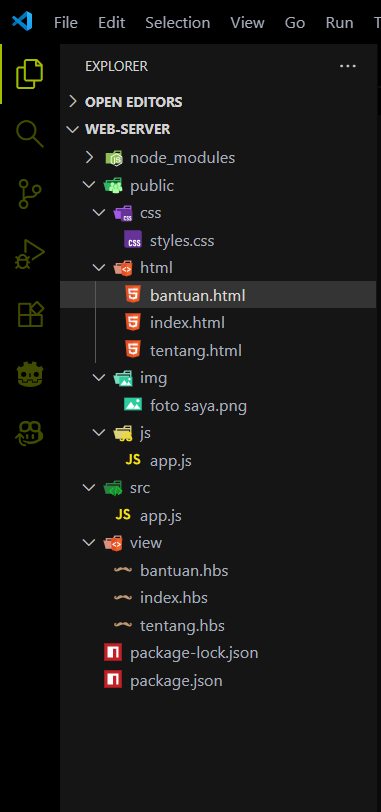 File Edit Selection View Go Run T
EXPLORER
OPEN EDITORS
WEB-SERVER
node_modules
public
css
styles.css
html
bantuan.html
index.html
tentang.html
img
foto saya.png
js
JS app.js
src
JS app.js
view
bantuan.hbs
index.hbs
tentang.hbs
package-lock.json
package.json